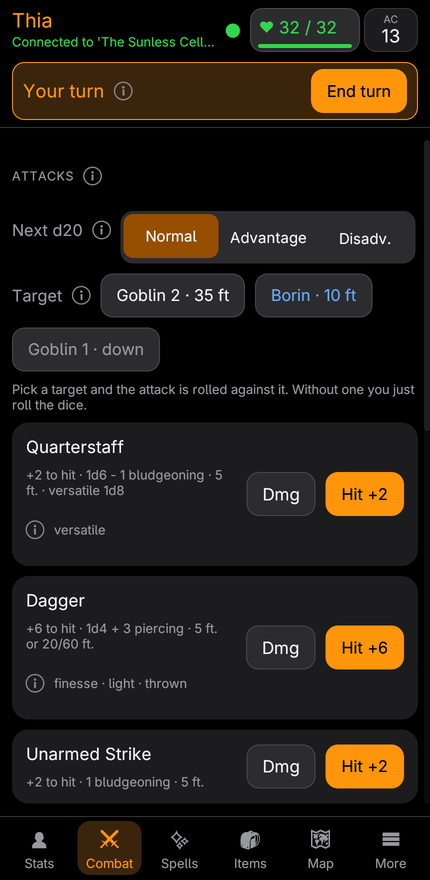 Thia
Connected to 'The Sunless Cell...
32 / 32
AC
13
Your turn
End turn
ATTACKS
Next d20
Normal
Advantage
Disadv.
Target
Goblin 2 · 35 ft
Borin · 10 ft
Goblin 1 · down
Pick a target and the attack is rolled against it. Without one you just
roll the dice.
Quarterstaff
+2 to hit · 1d6 - 1 bludgeoning · 5
ft. · versatile 1d8
versatile
Dmg
Hit +2
Dagger
+6 to hit · 1d4 + 3 piercing · 5 ft.
or 20/60 ft.
finesse · light · thrown
Dmg
Hit +6
Unarmed Strike
+2 to hit · 1 bludgeoning · 5 ft.
Dmg
Hit +2
Stats
Combat
Spells
Items
Map
More